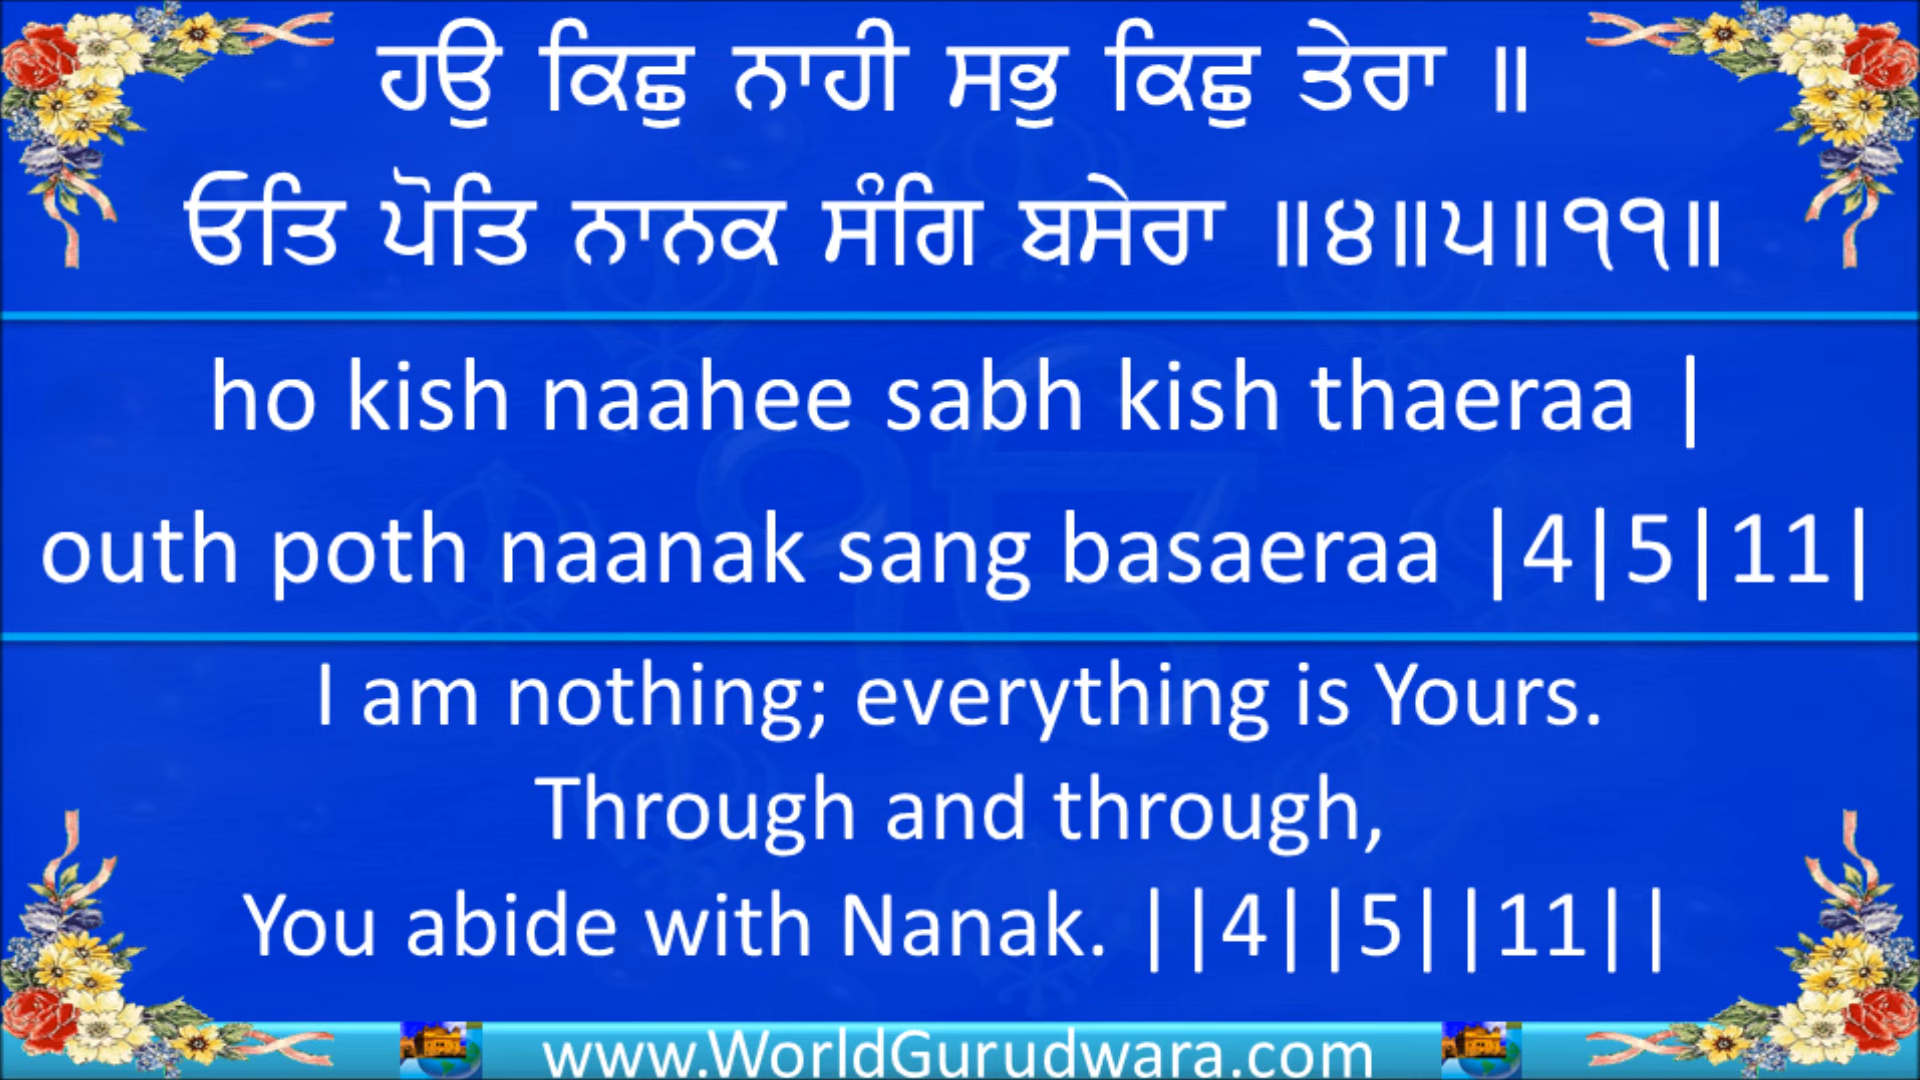 ਹਉ ਕਿਛੁ ਨਾਹੀ ਸਭੁ ਕਿਛੁ ਤੇਰਾ ॥
ਓਤਿ ਪੋਤਿ ਨਾਨਕ ਸੰਗਿ ਬਸੇਰਾ ॥੪॥੫॥੧੧॥
ho kish naahee sabh kish thaeraa |
outh poth naanak sang basaeraa |4|5|11|
I am nothing; everything is Yours.
Through and through,
You abide with Nanak. ||4||5||11||
www.WorldGurudwara.com